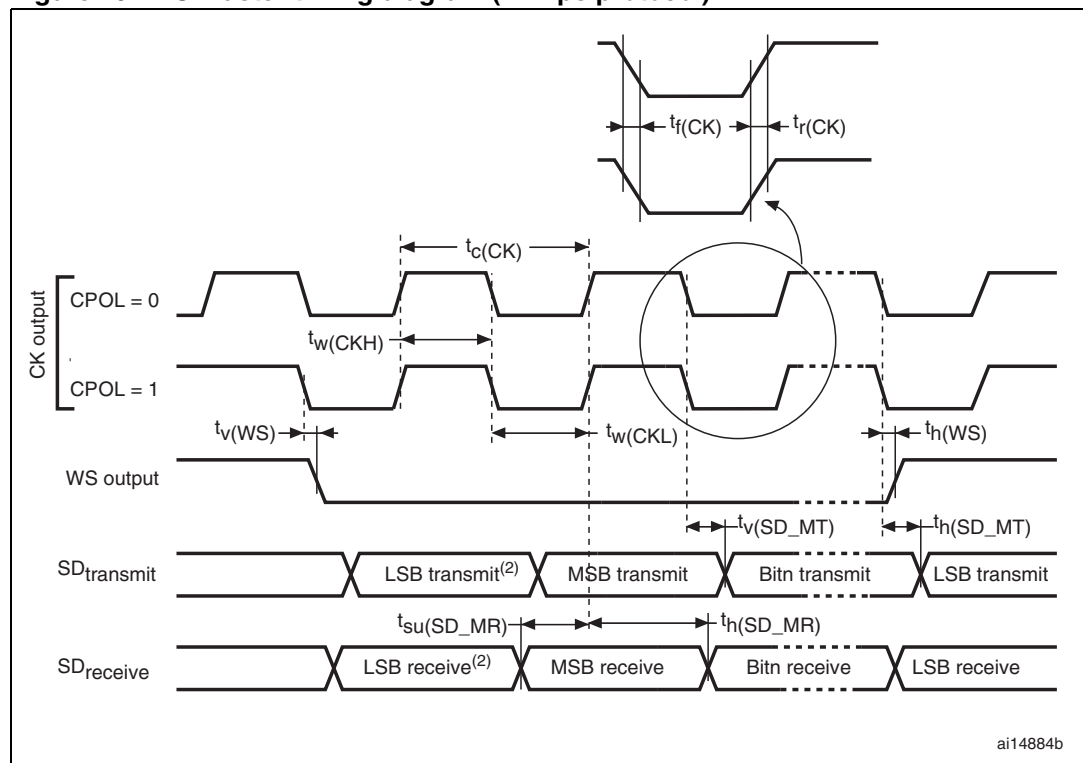 tf(CK)
tr(CK)
tc(CK)
CK output
CPOL = 0
tw(CKH)
CPOL = 1
tv(WS)
tw(CKL)
th(WS)
WS output
tv(SD_MT)
th(SD_MT)
SDtransmit
LSB transmit(2)
MSB transmit
Bitn transmit
LSB transmit
tsu(SD_MR)
th(SD_MR)
SDreceive
LSB receive(2)
MSB receive
Bitn receive
LSB receive
ai14884b